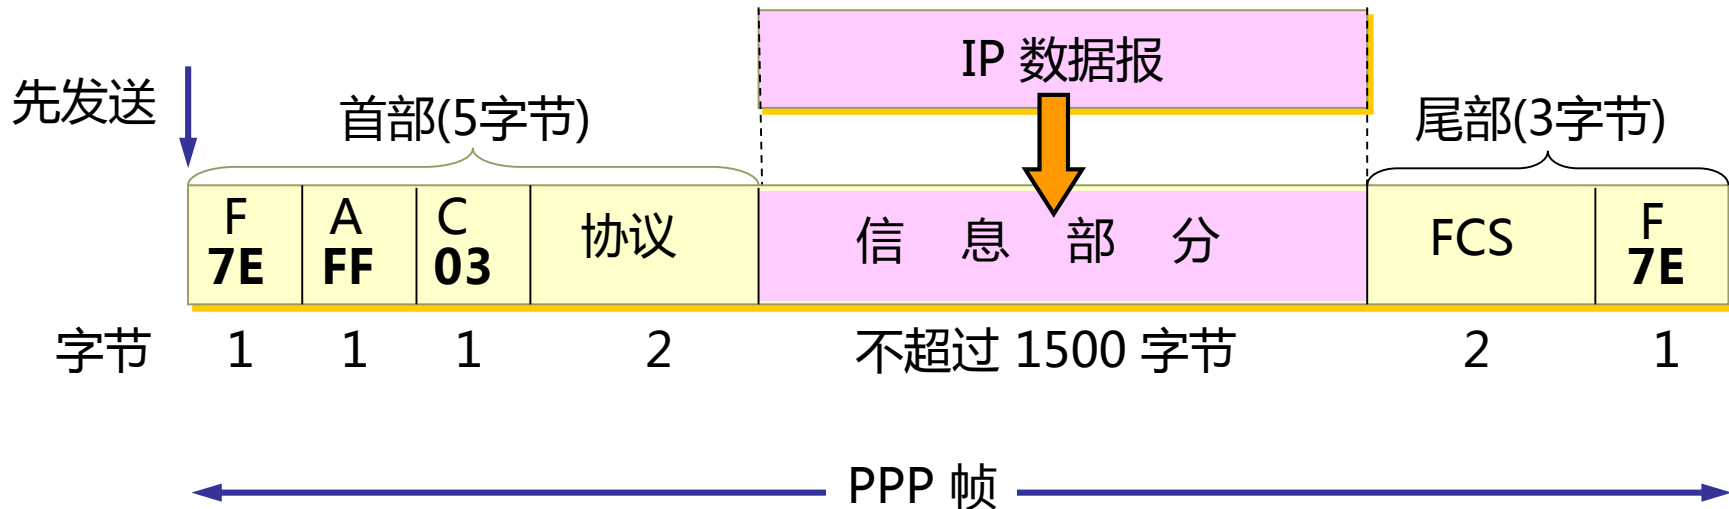 IP 数据报
先发送
首部(5字节)
尾部(3字节)
F A C 协议 信息部分 FCS F
7E FF 03 7E
字节 1 1 1 2 不超过 1500 字节 2 1
PPP 帧